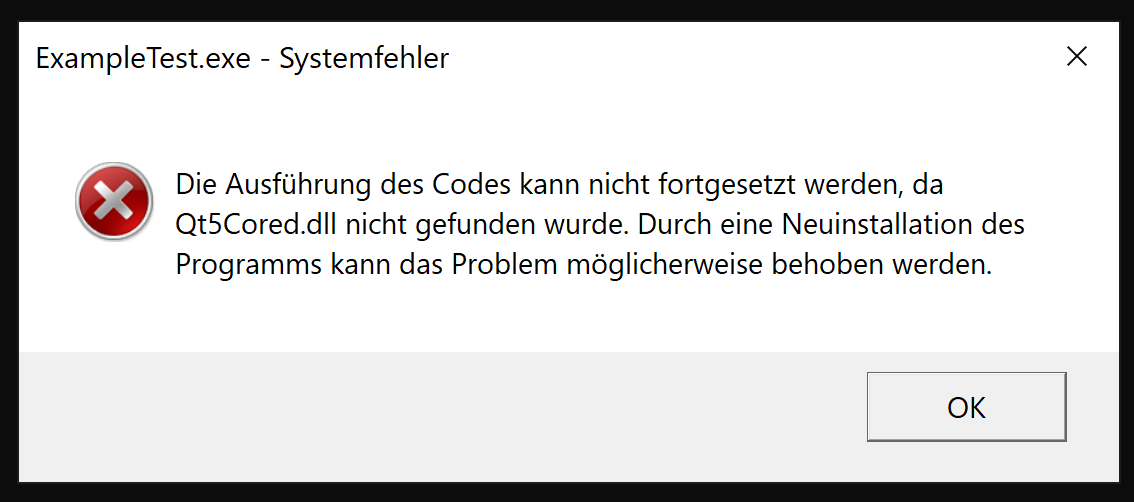 ExampleTest.exe - Systemfehler
Die Ausführung des Codes kann nicht fortgesetzt werden, da
Qt5Cored.dll nicht gefunden wurde. Durch eine Neuinstallation des
Programms kann das Problem möglicherweise behoben werden.
OK